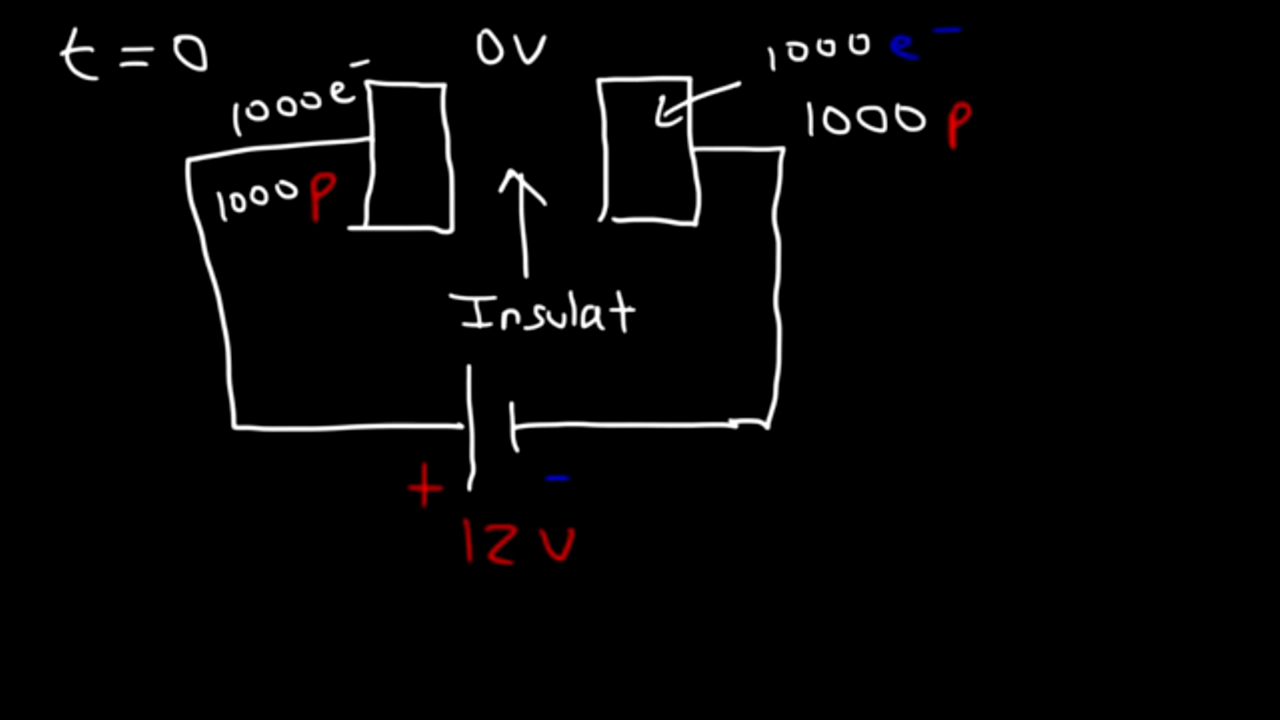 t = 0
0V
1000 e⁻
1000e⁻
1000 p
1000 p
Insulat
+ -
12 V